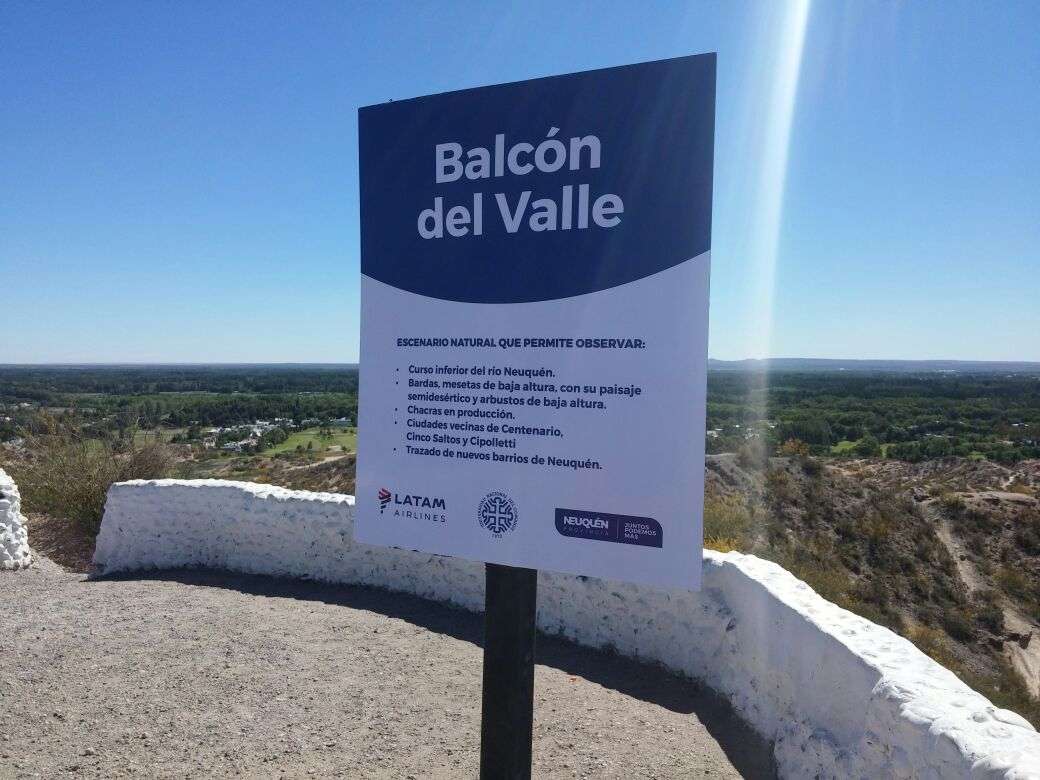 Balcón
del Valle
ESCENARIO NATURAL QUE PERMITE OBSERVAR:
• Curso inferior del río Neuquén.
• Bardas, mesetas de baja altura, con su paisaje
semidesértico y arbustos de baja altura.
• Chacras en producción.
• Ciudades vecinas de Centenario,
Cinco Saltos y Cipolletti
• Trazado de nuevos barrios de Neuquén.
LATAM
AIRLINES
NEUQUÉN
PROVINCIA
JUNTOS
PODEMOS
MÁS